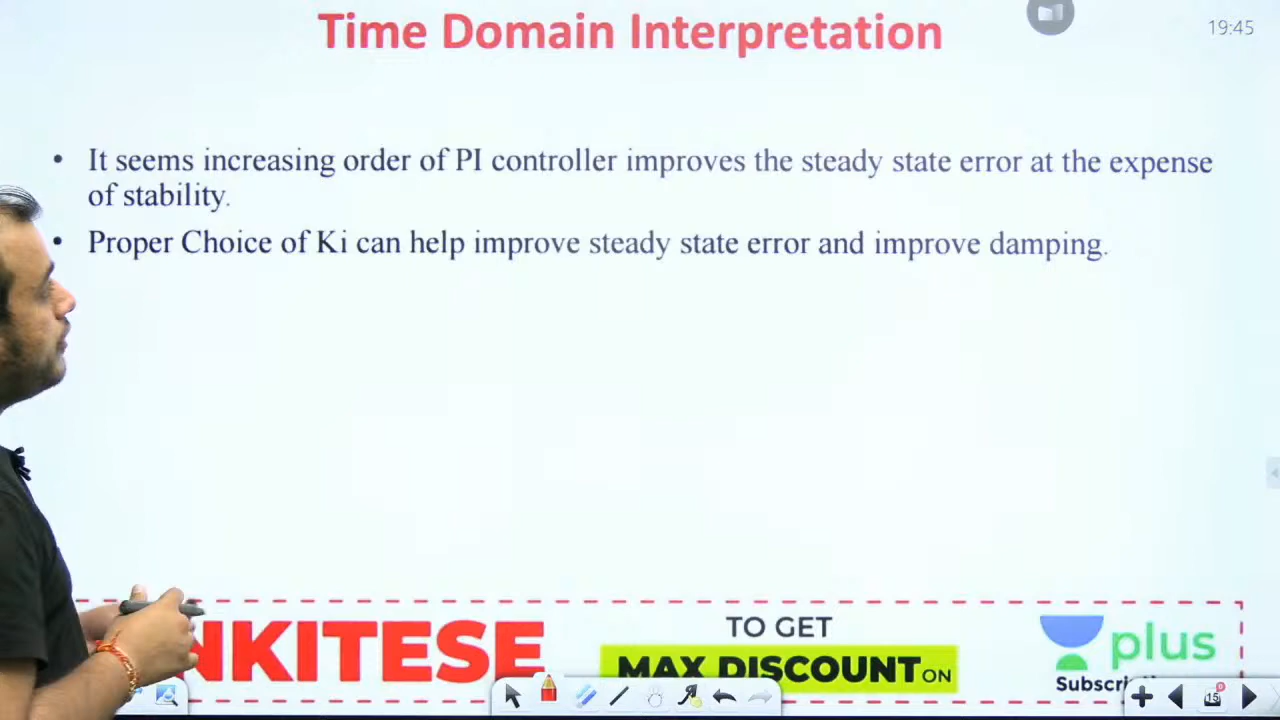 Time Domain Interpretation
19:45
• It seems increasing order of PI controller improves the steady state error at the expense
of stability.
• Proper Choice of Ki can help improve steady state error and improve damping.
NKITESE
TO GET
MAX DISCOUNT ON
plus
15